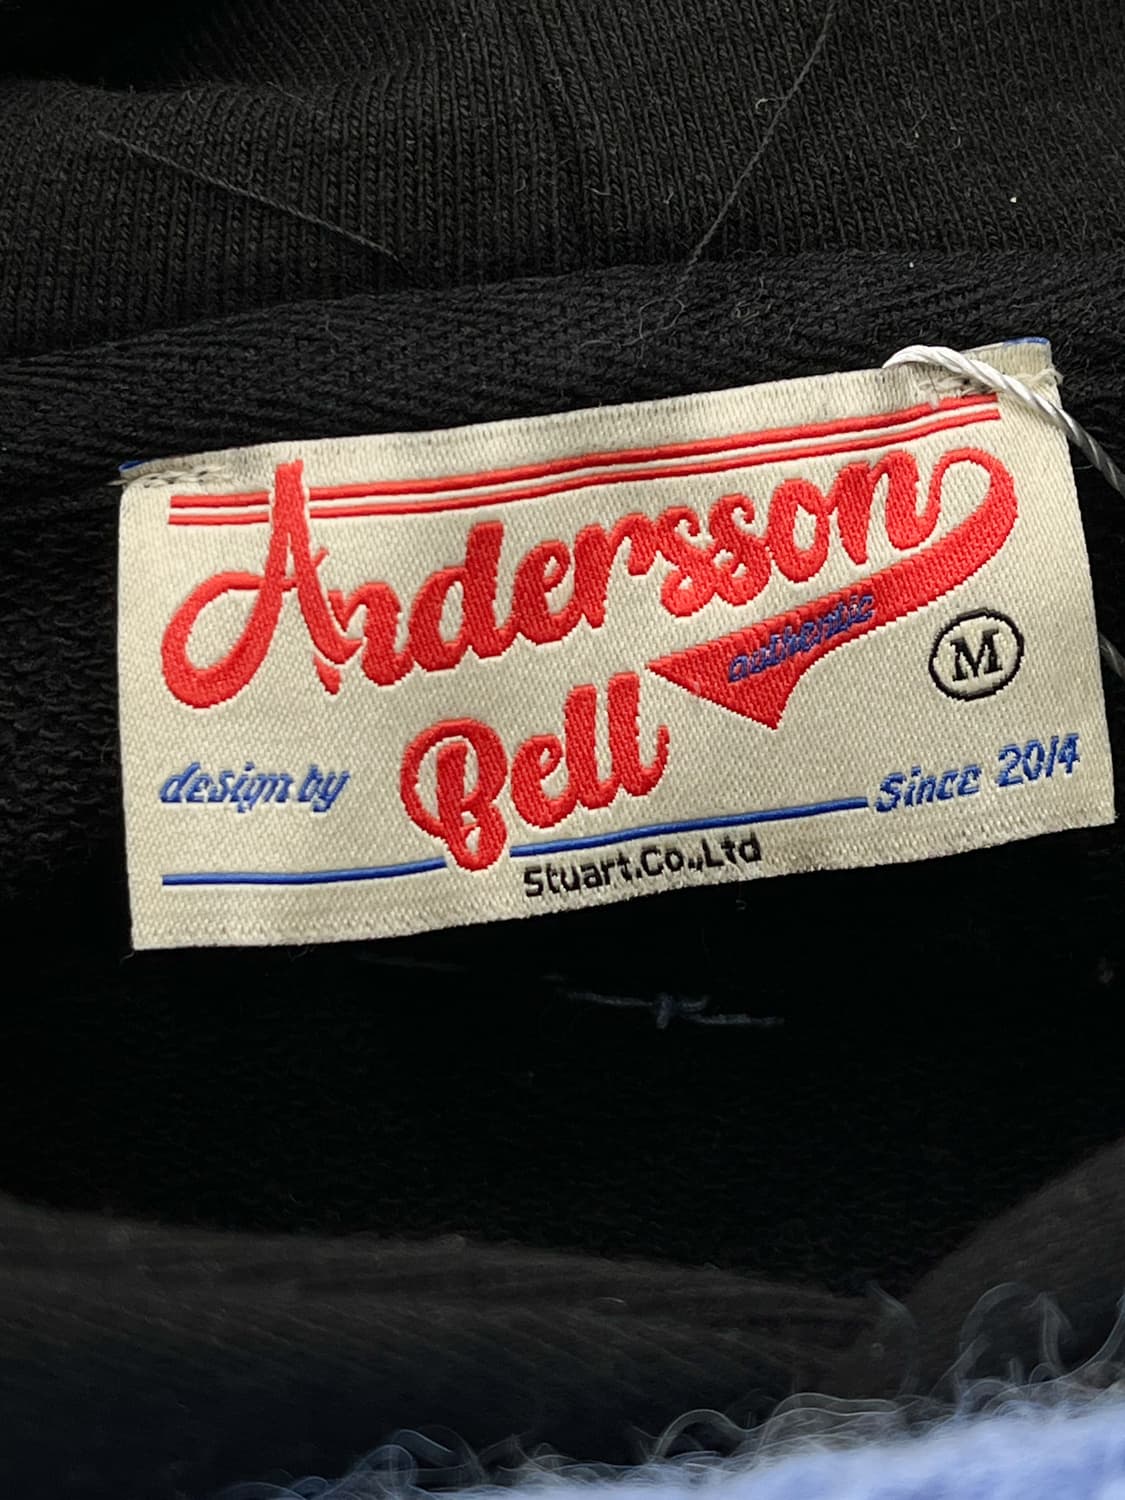 Andersson
authentic
M
Bell
design by
Since 2014
Stuart.Co.,Ltd